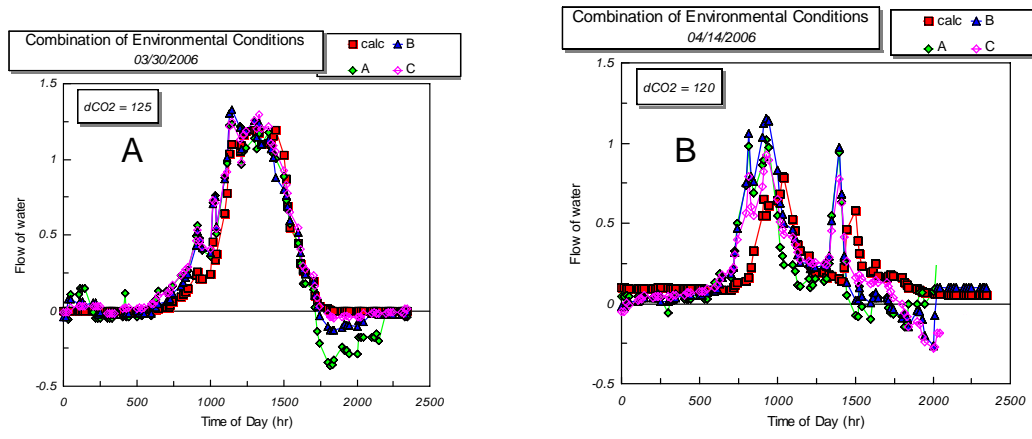 Combination of Environmental Conditions
03/30/2006
calc B
A C
dCO2 = 125
A
1.5
1
0.5
0
-0.5
Flow of water
0 500 1000 1500 2000 2500
Time of Day (hr)
Combination of Environmental Conditions
04/14/2006
calc B
A C
dCO2 = 120
B
1.5
1
0.5
0
-0.5
Flow of water
0 500 1000 1500 2000 2500
Time of Day (hr)